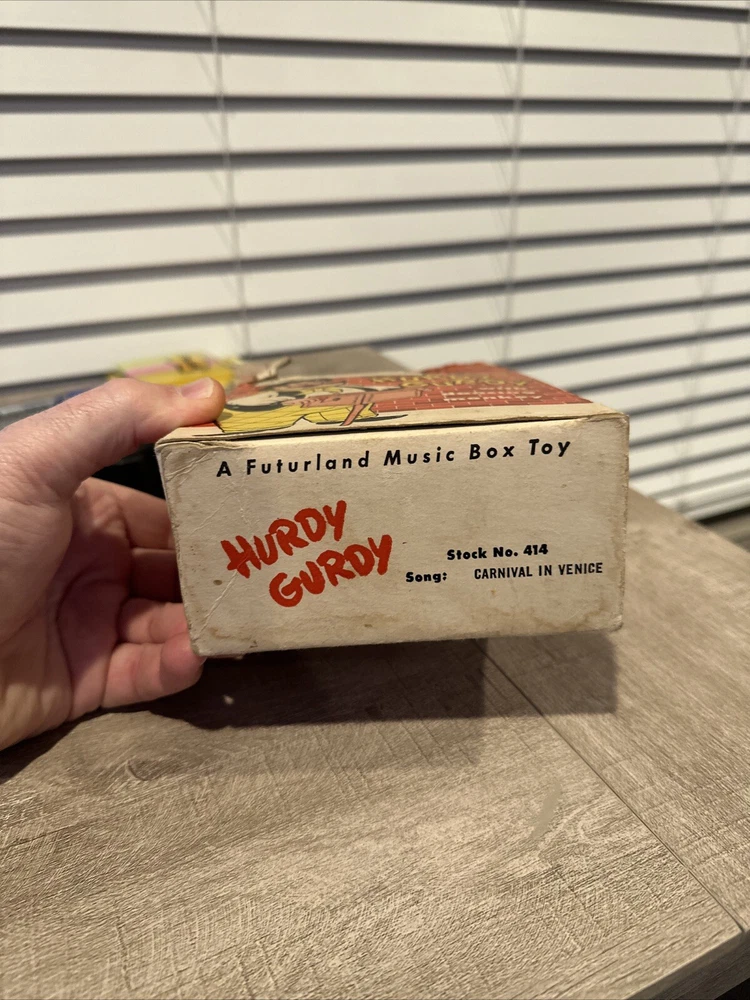 A Futurland Music Box Toy
HURDY
GURDY
Stock No. 414
Song: CARNIVAL IN VENICE